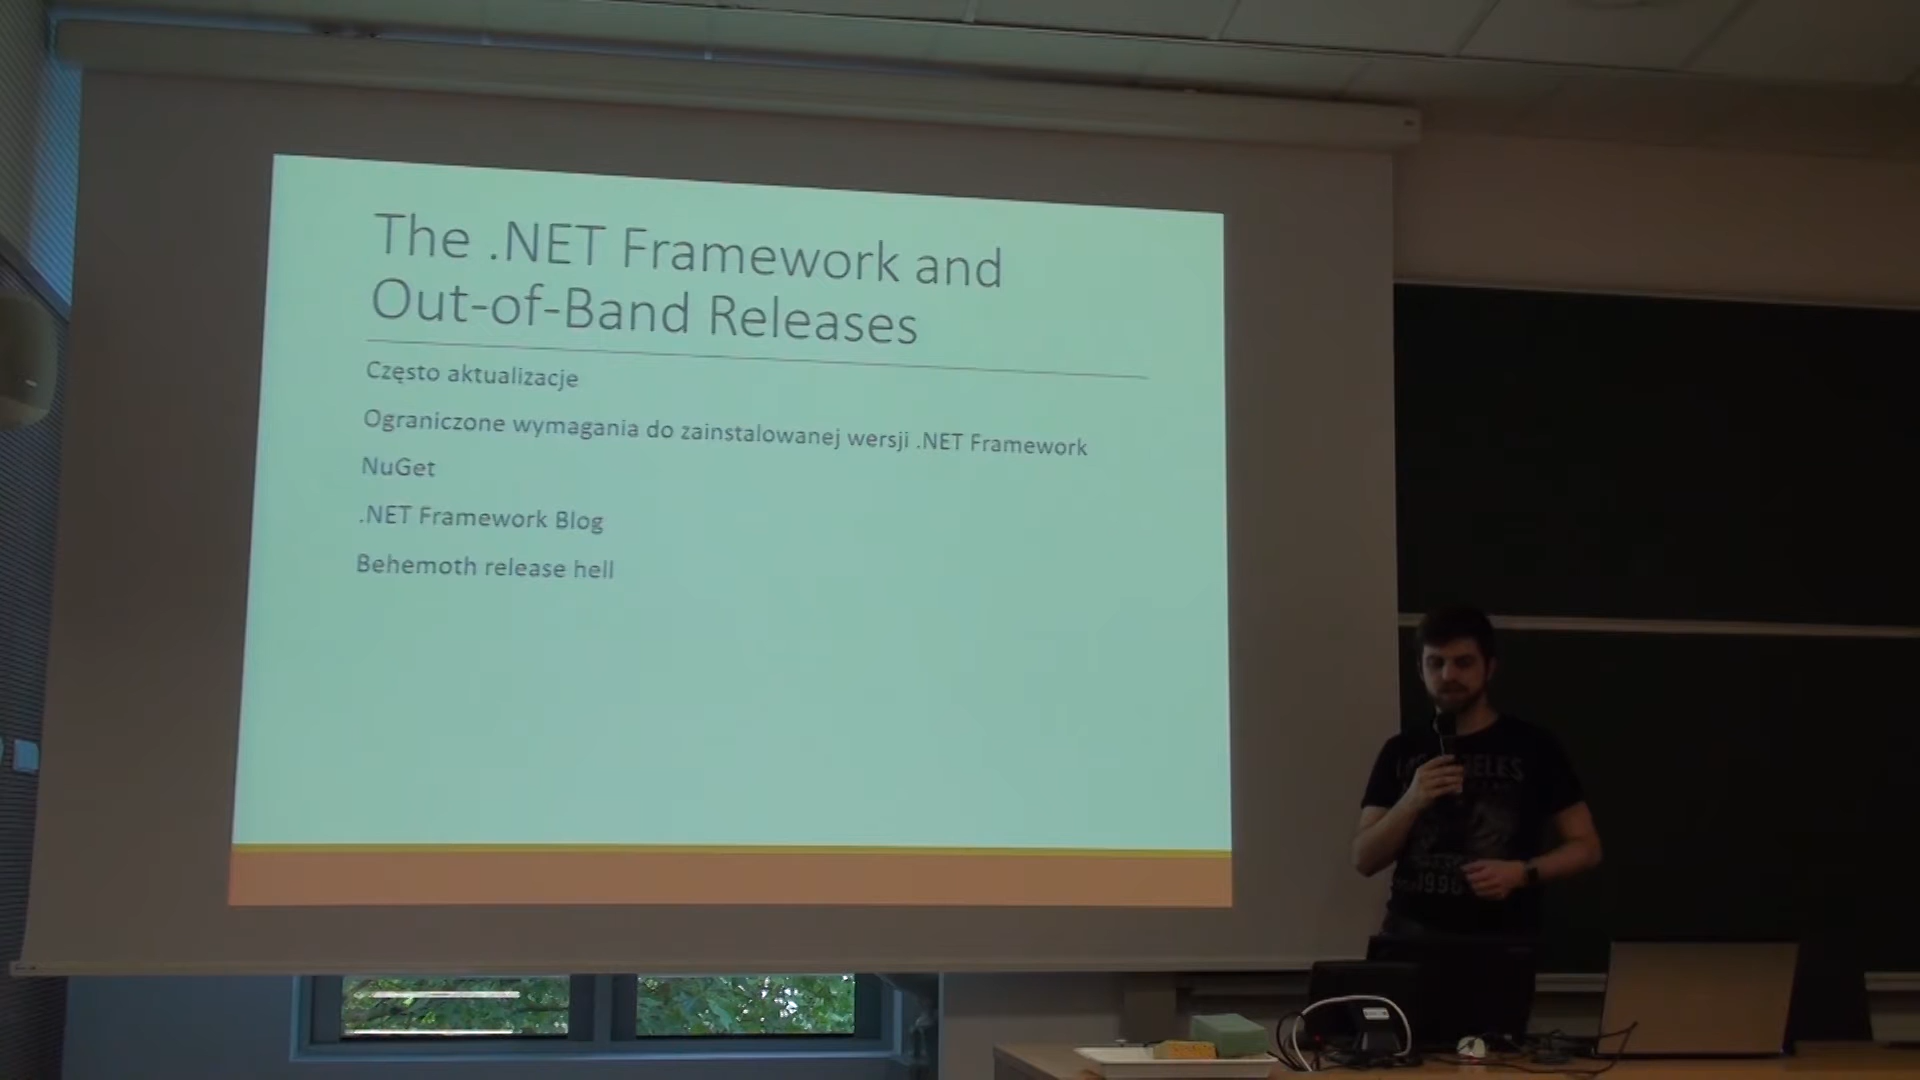 The .NET Framework and
Out-of-Band Releases
Często aktualizacje
Ograniczone wymagania do zainstalowanej wersji .NET Framework
NuGet
.NET Framework Blog
Behemoth release hell
1996